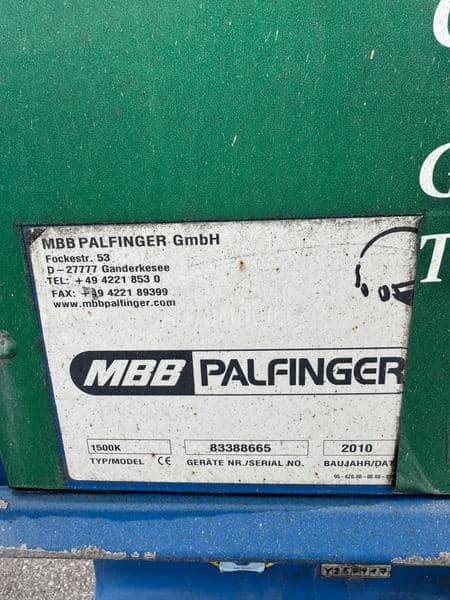 G
T
MBB PALFINGER GmbH
Fockestr. 53
D-27777 Ganderkesee
TEL: +49 4221 853 0
FAX: +49 4221 89399
www.mbbpalfinger.com
MBB PALFINGER
1500K 83388665 2010
TYP/MODEL CE GERÄTE NR./SERIAL NO. BAUJAHR/DAT